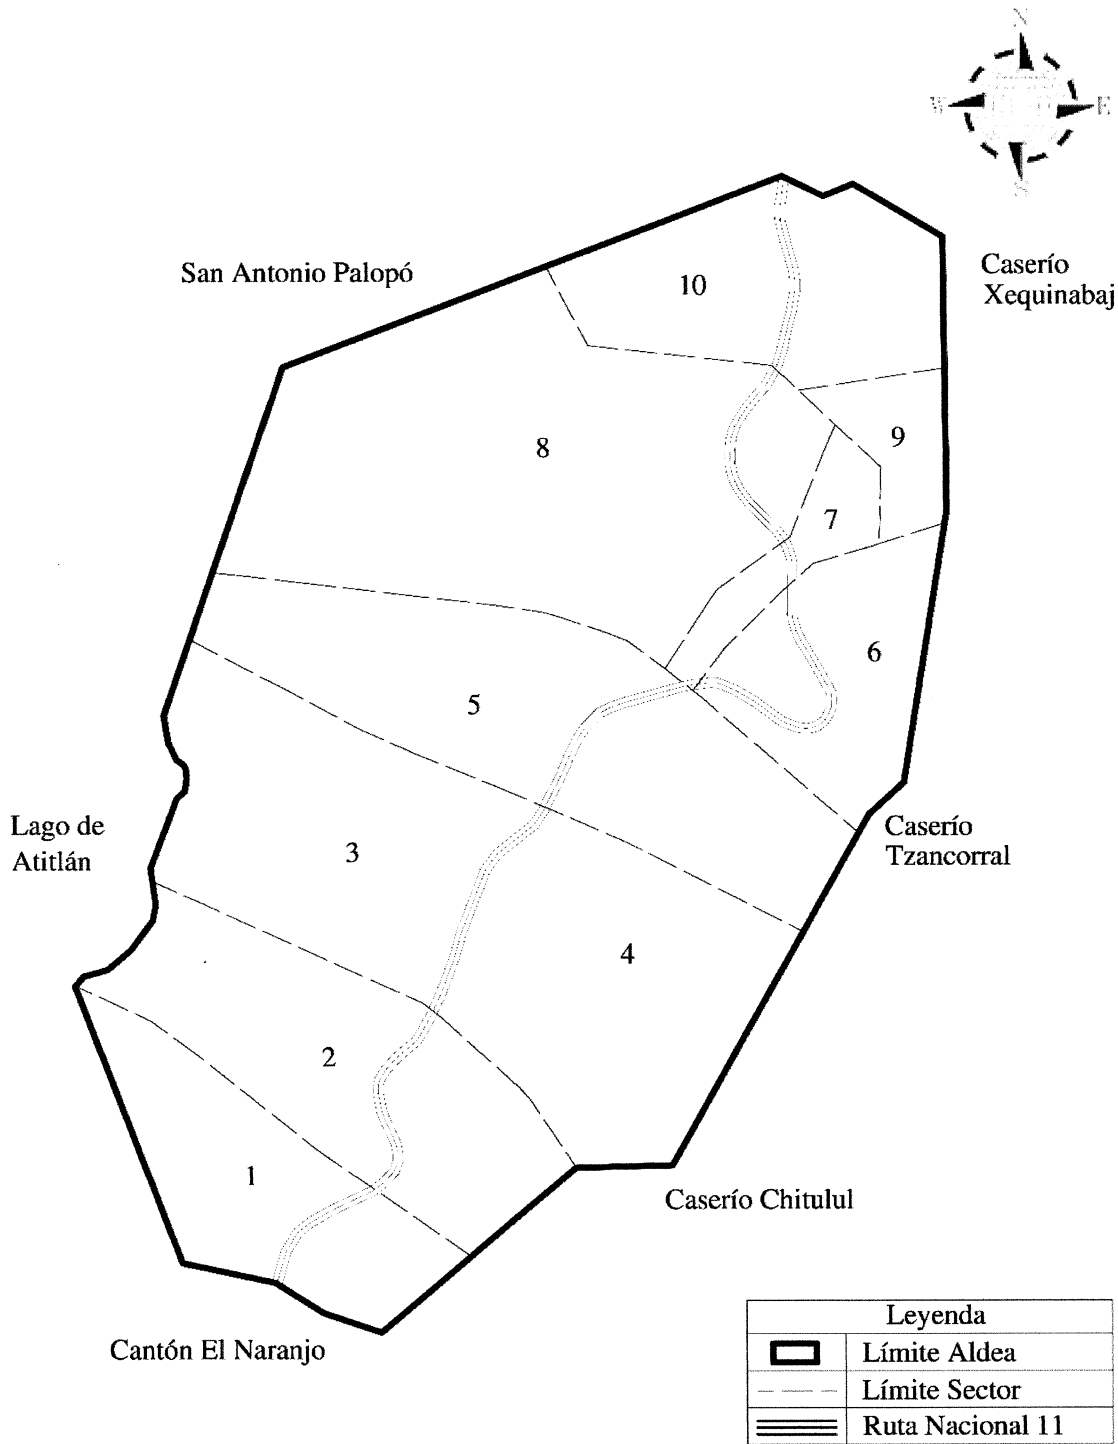 N
W
E
S
San Antonio Palopó
Caserío
Xequinabaj
10
8
9
7
6
5
Lago de
Atitlán
3
Caserío
Tzancorral
4
2
1
Caserío Chitulul
Cantón El Naranjo
Leyenda
Límite Aldea
Límite Sector
Ruta Nacional 11